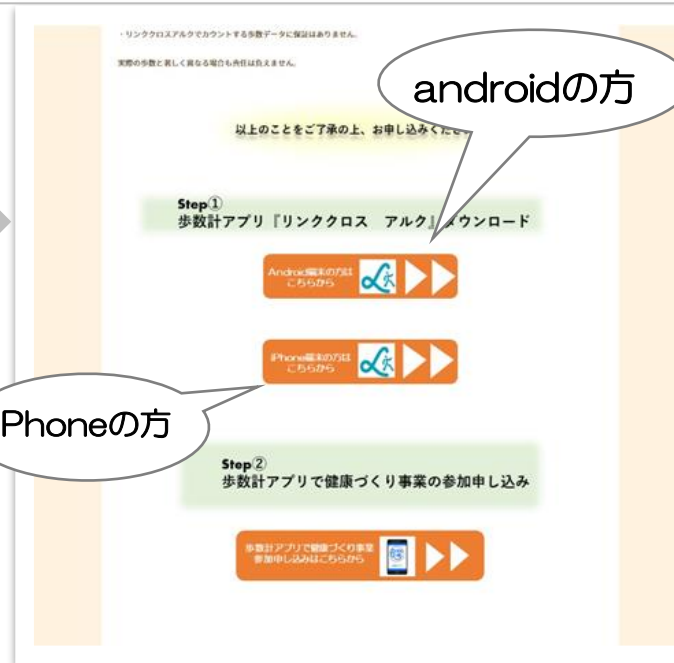 ・リンククロスアルクでカウントする歩数データに保証はありません。
実際の歩数と著しく異なる場合も責任は負えません。
androidの方
以上のことをご了承の上、お申し込みくださ
Step①
歩数計アプリ『リンククロス　アルク』ダウンロード
Android端末の方は
こちらから
iPhone端末の方は
こちらから
Phoneの方
Step②
歩数計アプリで健康づくり事業の参加申し込み
歩数計アプリで健康づくり事業
参加申し込みはこちらから